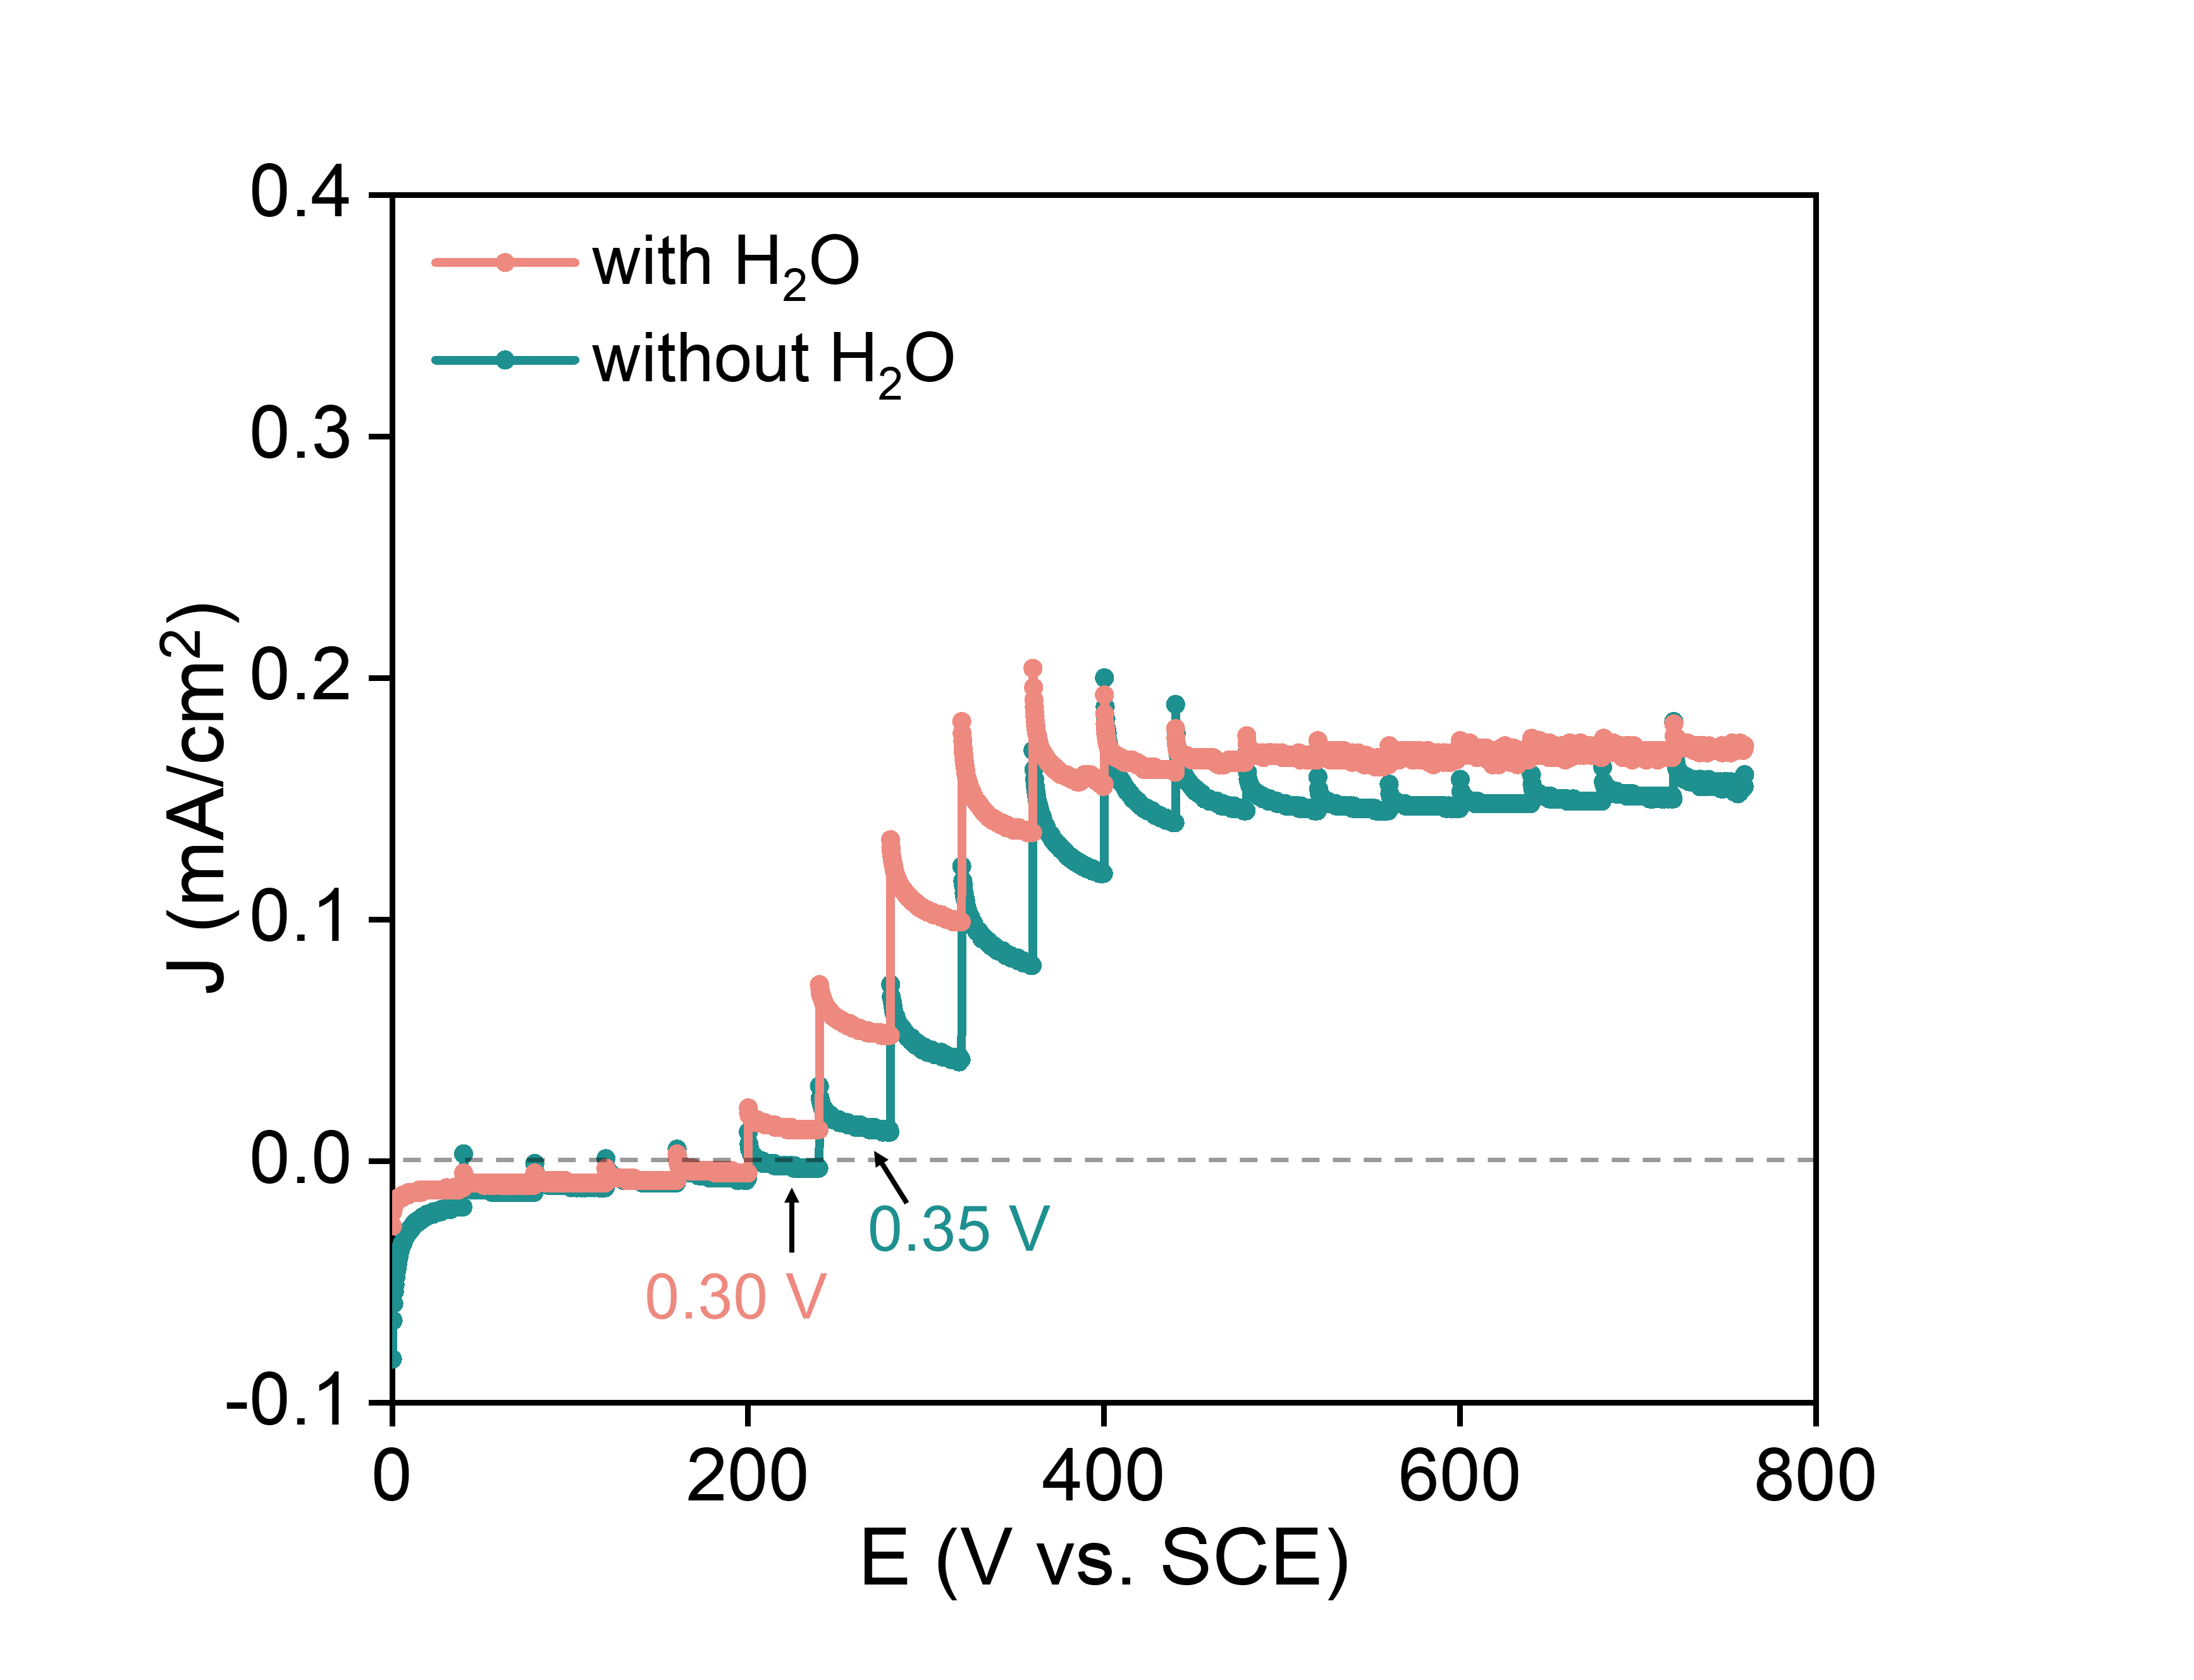 0.4
0.3
0.2
0.1
0.0
-0.1
J (mA/cm²)
with H₂O
without H₂O
0.35 V
0.30 V
0 200 400 600 800
E (V vs. SCE)